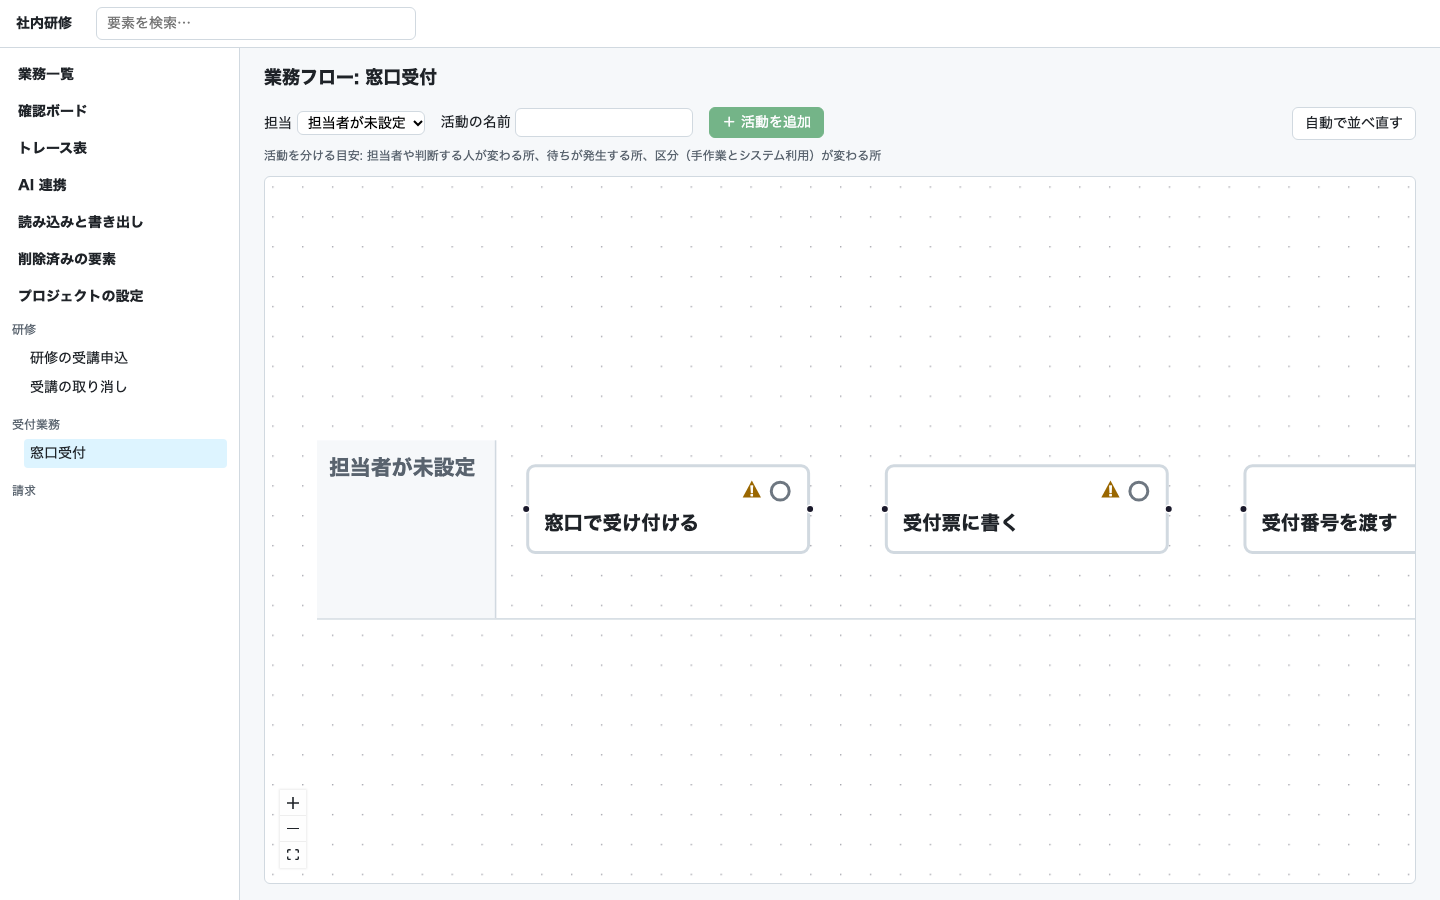 社内研修
要素を検索…
業務一覧
確認ボード
トレース表
AI 連携
読み込みと書き出し
削除済みの要素
プロジェクトの設定
研修
研修の受講申込
受講の取り消し
受付業務
窓口受付
請求
業務フロー: 窓口受付
担当 担当者が未設定 活動の名前 ＋ 活動を追加 自動で並べ直す
活動を分ける目安: 担当者や判断する人が変わる所、待ちが発生する所、区分（手作業とシステム利用）が変わる所
担当者が未設定
窓口で受け付ける
受付票に書く
受付番号を渡す